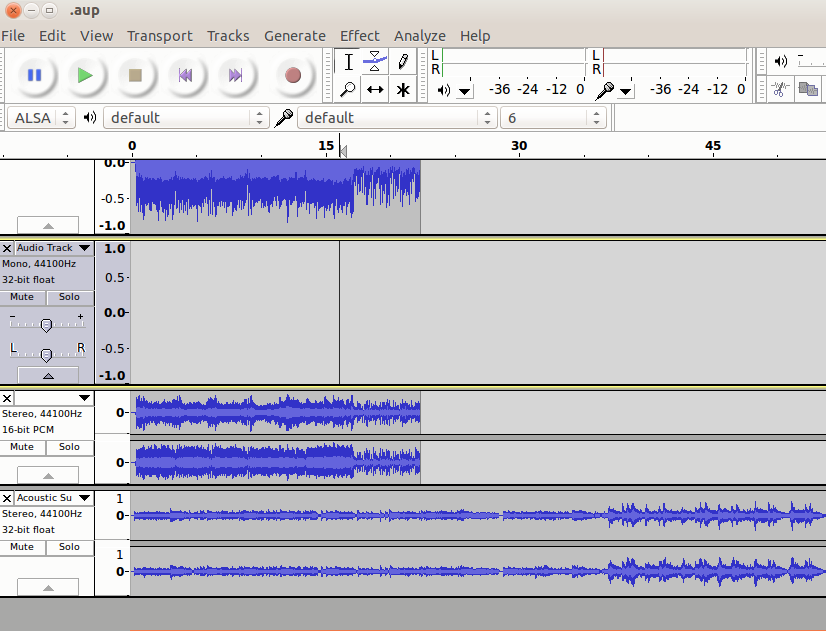 .aup
File Edit View Transport Tracks Generate Effect Analyze Help
L L
R R
-36 -24 -12 0 -36 -24 -12 0
ALSA default default 6
0 15 30 45
0.0
-0.5
-1.0
Audio Track 1.0
Mono, 44100Hz
32-bit float 0.5
Mute Solo
- + 0.0
L R -0.5
-1.0
Stereo, 44100Hz 0
16-bit PCM
Mute Solo
0
Acoustic Su 1
Stereo, 44100Hz 0
32-bit float
Mute Solo 1
0